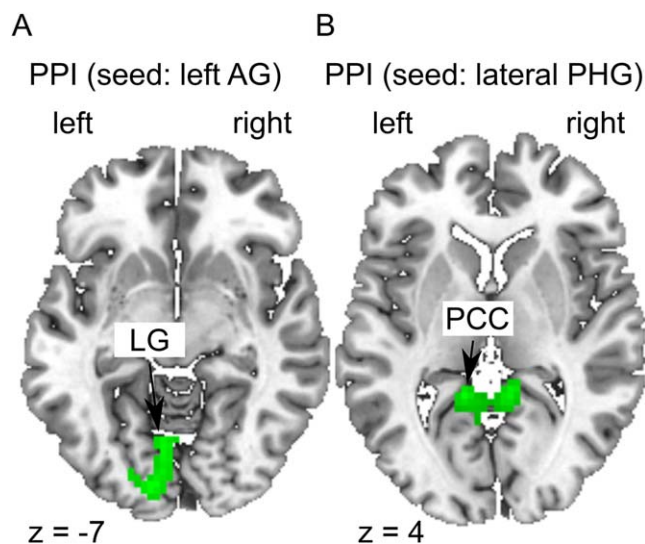 A
PPI (seed: left AG)
left right
LG
z = -7
B
PPI (seed: lateral PHG)
left right
PCC
z = 4